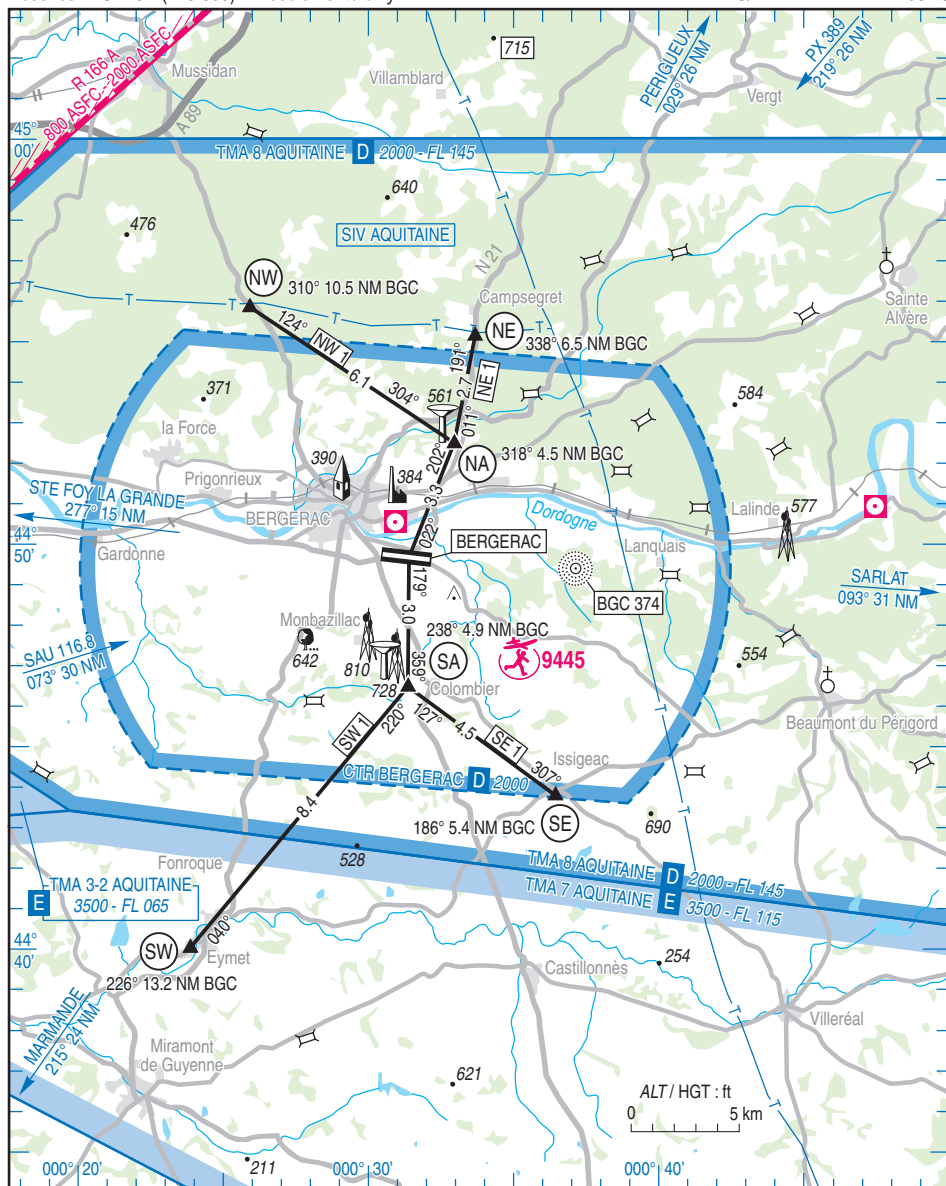 715
R 166 A
800 ASFC - 2000 ASFC
Mussidan
Villamblard
PERIGUEUX
029° 26 NM
PX 389
219° 26 NM
Vergt
A 89
45°
00'
TMA 8 AQUITAINE D 2000 - FL 145
640
476
SIV AQUITAINE
N 21
NW
310° 10.5 NM BGC
Campsegret
Sainte
Alvère
T
T
T
T
T
T
T
T
T
T
NE
338° 6.5 NM BGC
124°
NW 1
6.1
304°
191°
NE 1
2.7
011°
371
561
584
la Force
202°
NA
318° 4.5 NM BGC
390
384
Prigonrieux
3.3
STE FOY LA GRANDE
277° 15 NM
BERGERAC
022°
Dordogne
Lalinde
577
44°
50'
Gardonne
BERGERAC
Lanquais
179°
BGC 374
SARLAT
093° 31 NM
3.0
Monbazillac
238° 4.9 NM BGC
SAU 116.8
073° 30 NM
642
810
SA
9445
554
359°
728
Colombier
220°
127°
Beaumont du Périgord
SW1
4.5
SE 1
Issigeac
307°
CTR BERGERAC D 2000
8.4
186° 5.4 NM BGC
SE
690
528
Fonroque
TMA 8 AQUITAINE D 2000 - FL 145
TMA 7 AQUITAINE E 3500 - FL 115
E
TMA 3-2 AQUITAINE
3500 - FL 065
040°
44°
40'
SW
Eymet
254
226° 13.2 NM BGC
Castillonnès
MARMANDE
215° 24 NM
Villeréal
Miramont
de Guyenne
621
ALT / HGT : ft
0 5 km
211
000° 20'
000° 30'
000° 40'